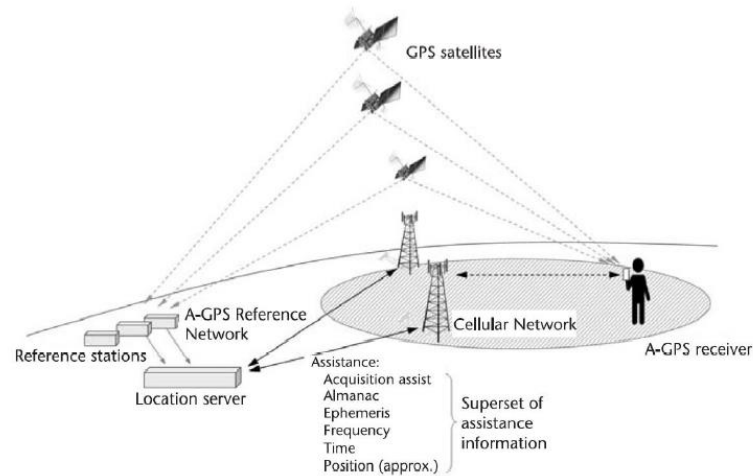 GPS satellites
A-GPS Reference
Network
Reference stations
Cellular Network
A-GPS receiver
Location server
Assistance:
Acquisition assist
Almanac
Ephemeris
Frequency
Time
Position (approx.)
Superset of
assistance
information